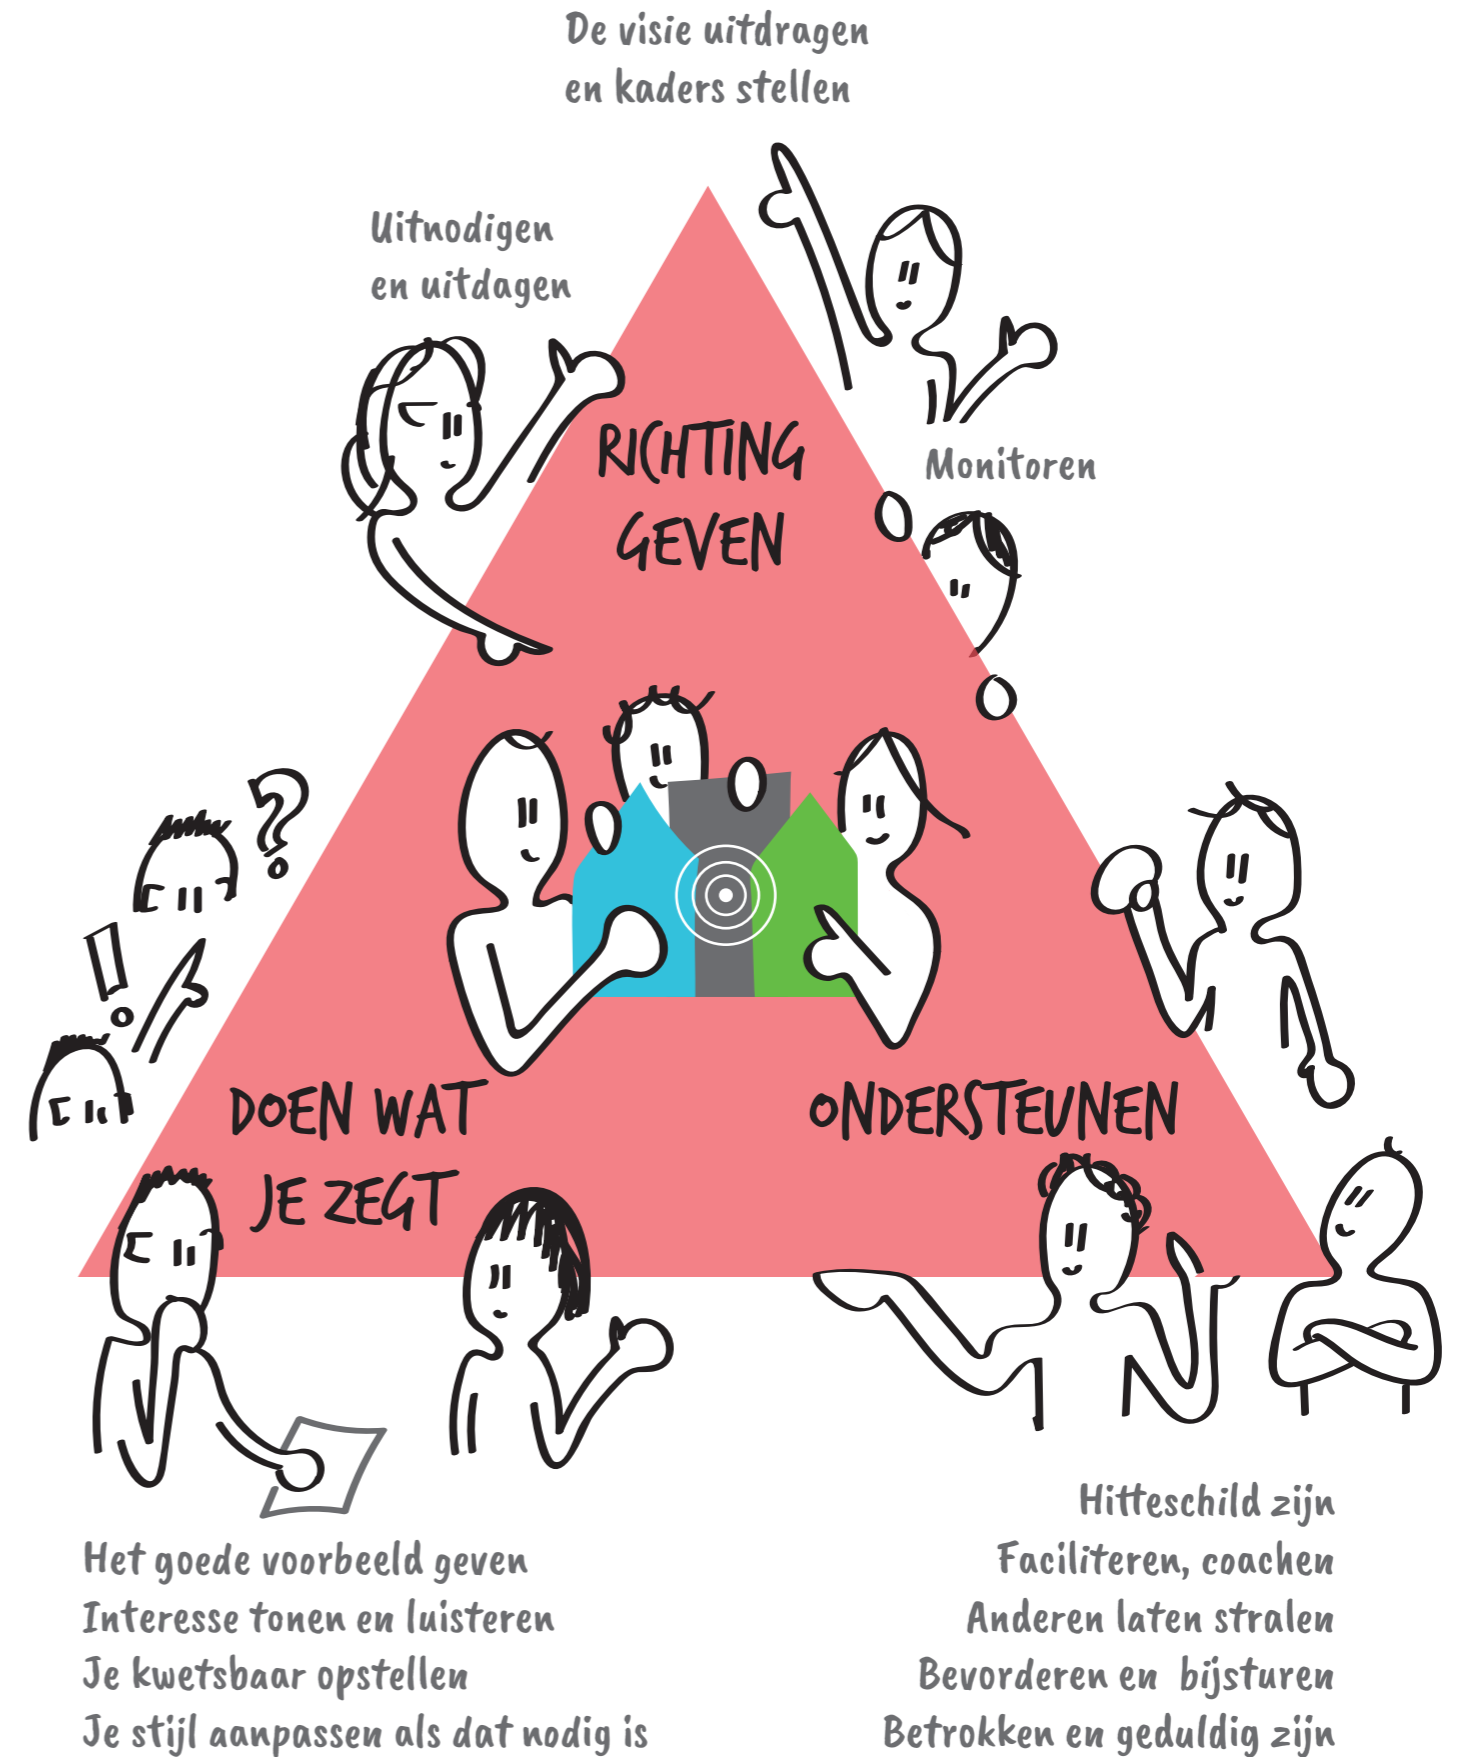 De visie uitdragen
en kaders stellen
Uitnodigen
en uitdagen
RICHTING
GEVEN
Monitoren
?
!
DOEN WAT
JE ZEGT
ONDERSTEUNEN
Het goede voorbeeld geven
Interesse tonen en luisteren
Je kwetsbaar opstellen
Je stijl aanpassen als dat nodig is
Hitteschild zijn
Faciliteren, coachen
Anderen laten stralen
Bevorderen en bijsturen
Betrokken en geduldig zijn